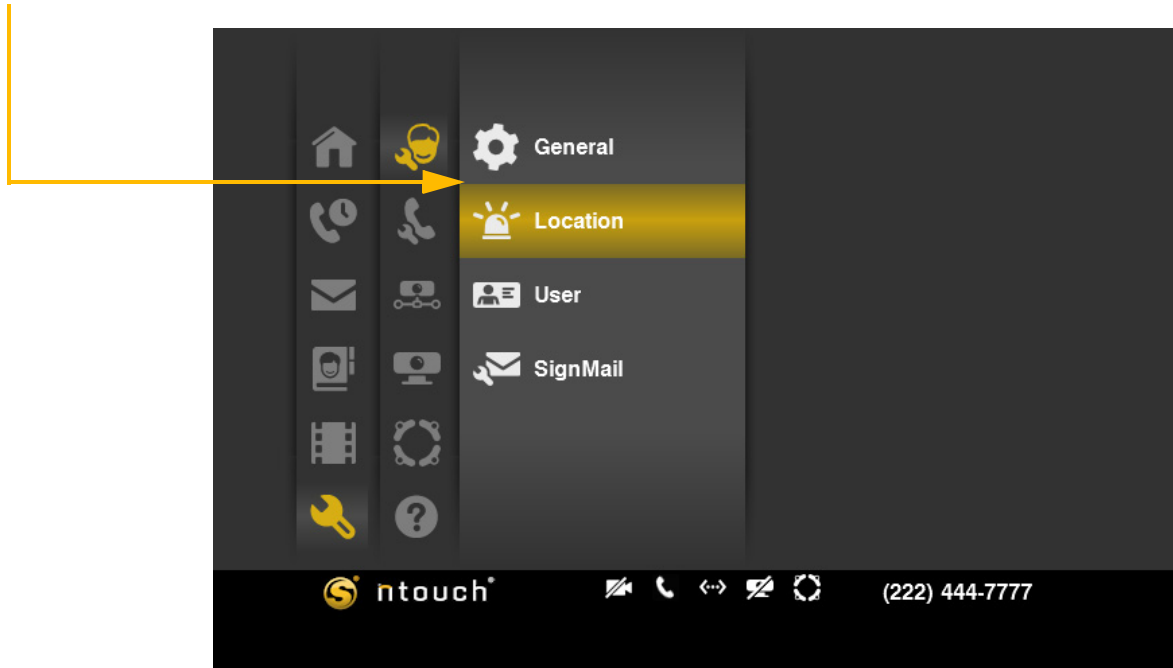 General
Location
User
SignMail
ntouch® (222) 444-7777